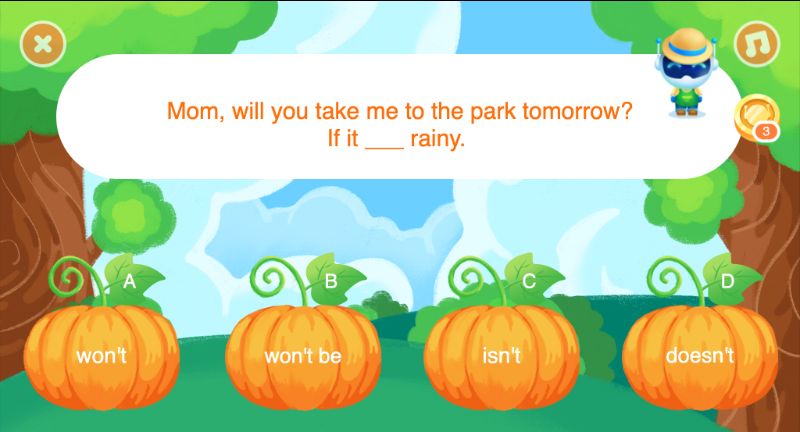 Mom, will you take me to the park tomorrow?
If it ___ rainy.
3
A
B
C
D
won't
won't be
isn't
doesn't